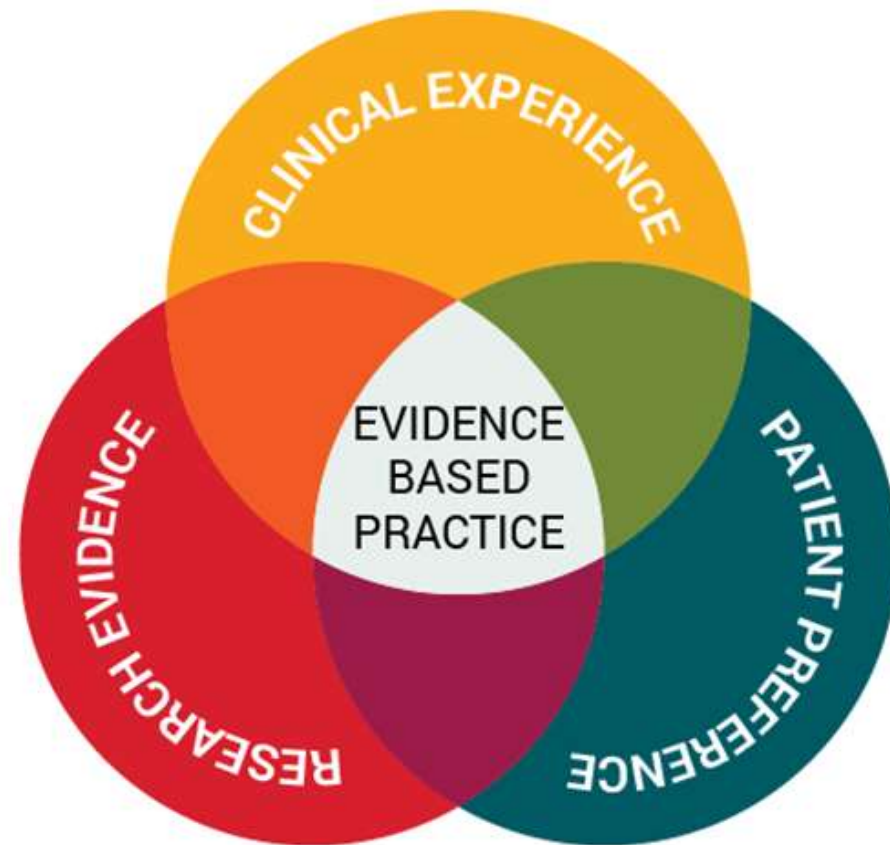 CLINICAL EXPERIENCE
EVIDENCE
BASED
PRACTICE
RESEARCH EVIDENCE
PATIENT PREFERENCE